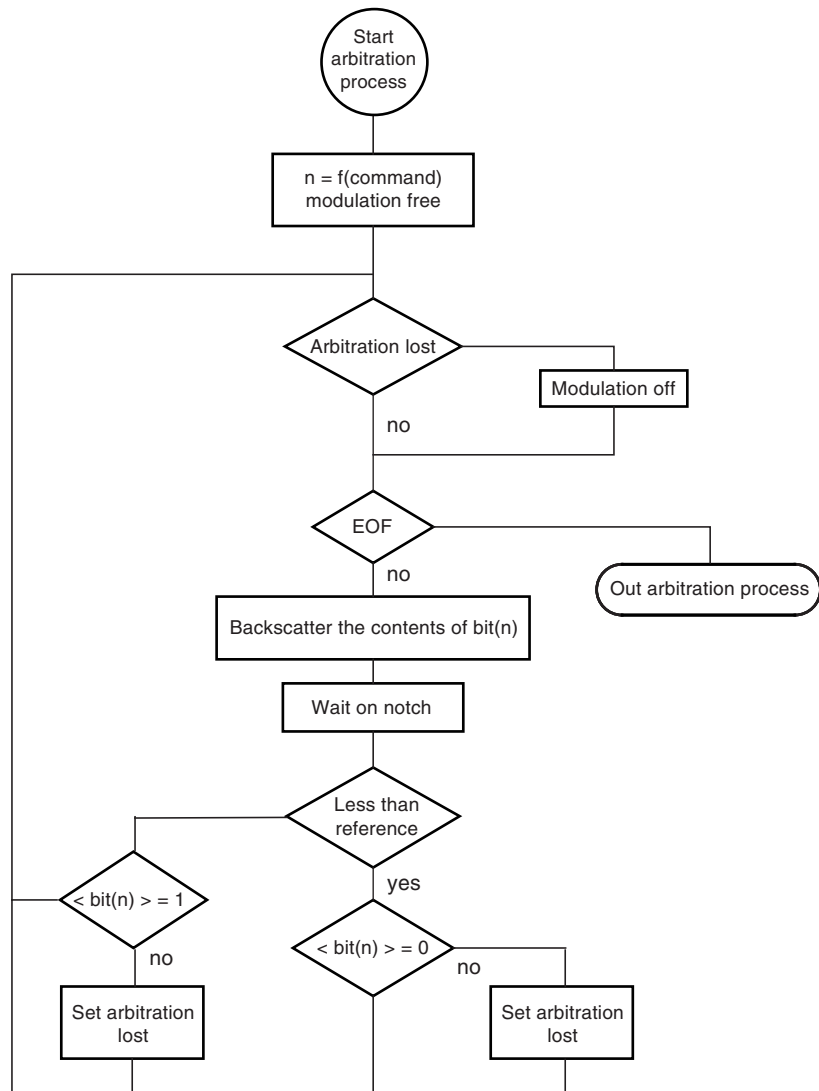 Start
arbitration
process
n = f(command)
modulation free
Arbitration lost
Modulation off
no
EOF
no
Out arbitration process
Backscatter the contents of bit(n)
Wait on notch
Less than
reference
yes
< bit(n) > = 1
no
< bit(n) > = 0
no
Set arbitration
lost
Set arbitration
lost